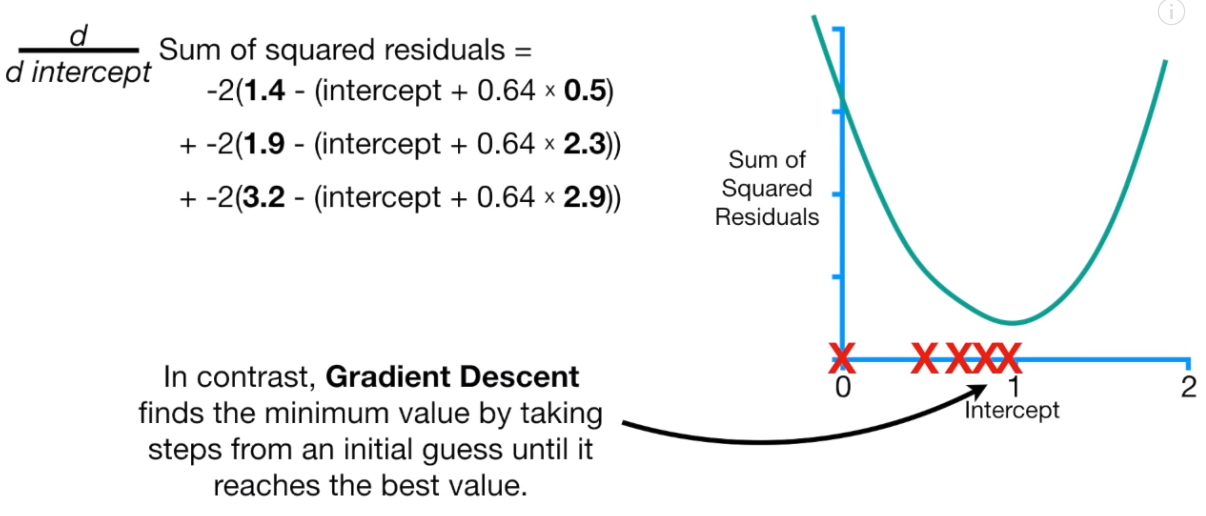 d
d intercept
Sum of squared residuals =
-2(1.4 - (intercept + 0.64 × 0.5)
+ -2(1.9 - (intercept + 0.64 × 2.3))
+ -2(3.2 - (intercept + 0.64 × 2.9))
In contrast, Gradient Descent
finds the minimum value by taking
steps from an initial guess until it
reaches the best value.
i
Sum of
Squared
Residuals
X X X X X
0 1 2
Intercept